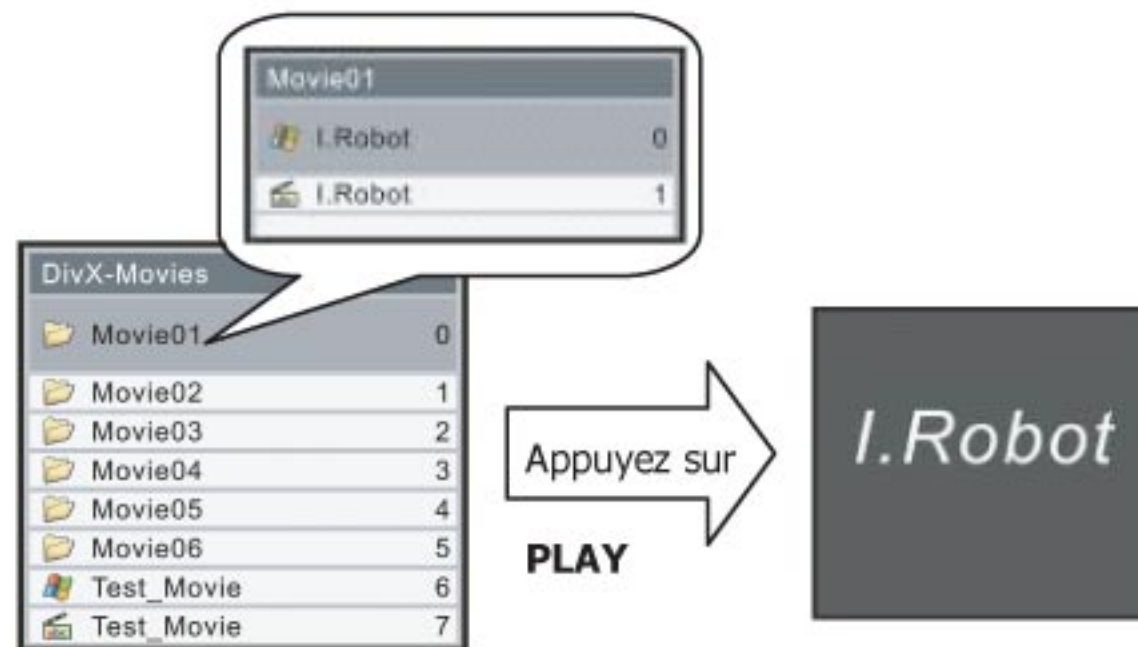 Movie01
I.Robot 0
I.Robot 1
DivX-Movies
Movie01 0
Movie02 1
Movie03 2
Movie04 3
Movie05 4
Movie06 5
Test_Movie 6
Test_Movie 7
Appuyez sur
PLAY
I.Robot